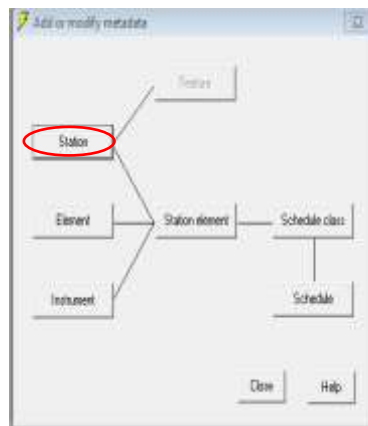 Add or modify metadata
Feature
Station
Element
Station element
Schedule class
Instrument
Schedule
Close
Help